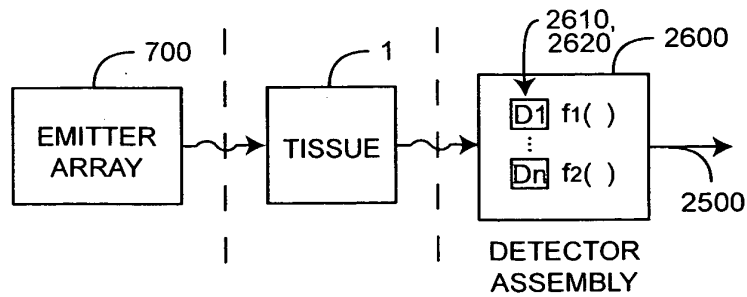 700
1
2610,
2620
2600
EMITTER
ARRAY
TISSUE
D1 f1( )
⋮
Dn f2( )
2500
DETECTOR
ASSEMBLY